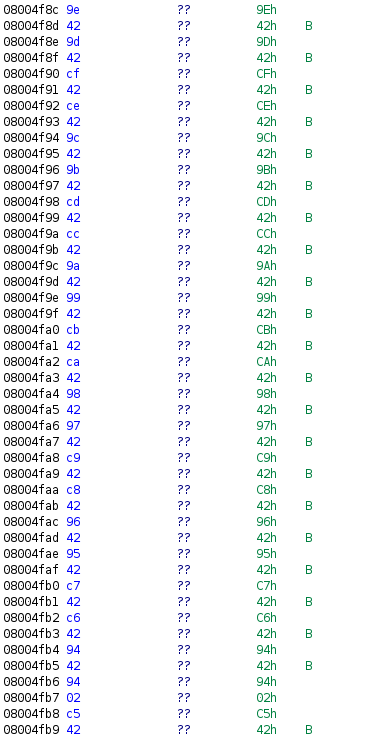 08004f8c 9e ?? 9Eh
08004f8d 42 ?? 42h B
08004f8e 9d ?? 9Dh
08004f8f 42 ?? 42h B
08004f90 cf ?? CFh
08004f91 42 ?? 42h B
08004f92 ce ?? CEh
08004f93 42 ?? 42h B
08004f94 9c ?? 9Ch
08004f95 42 ?? 42h B
08004f96 9b ?? 9Bh
08004f97 42 ?? 42h B
08004f98 cd ?? CDh
08004f99 42 ?? 42h B
08004f9a cc ?? CCh
08004f9b 42 ?? 42h B
08004f9c 9a ?? 9Ah
08004f9d 42 ?? 42h B
08004f9e 99 ?? 99h
08004f9f 42 ?? 42h B
08004fa0 cb ?? CBh
08004fa1 42 ?? 42h B
08004fa2 ca ?? CAh
08004fa3 42 ?? 42h B
08004fa4 98 ?? 98h
08004fa5 42 ?? 42h B
08004fa6 97 ?? 97h
08004fa7 42 ?? 42h B
08004fa8 c9 ?? C9h
08004fa9 42 ?? 42h B
08004faa c8 ?? C8h
08004fab 42 ?? 42h B
08004fac 96 ?? 96h
08004fad 42 ?? 42h B
08004fae 95 ?? 95h
08004faf 42 ?? 42h B
08004fb0 c7 ?? C7h
08004fb1 42 ?? 42h B
08004fb2 c6 ?? C6h
08004fb3 42 ?? 42h B
08004fb4 94 ?? 94h
08004fb5 42 ?? 42h B
08004fb6 94 ?? 94h
08004fb7 02 ?? 02h
08004fb8 c5 ?? C5h
08004fb9 42 ?? 42h B